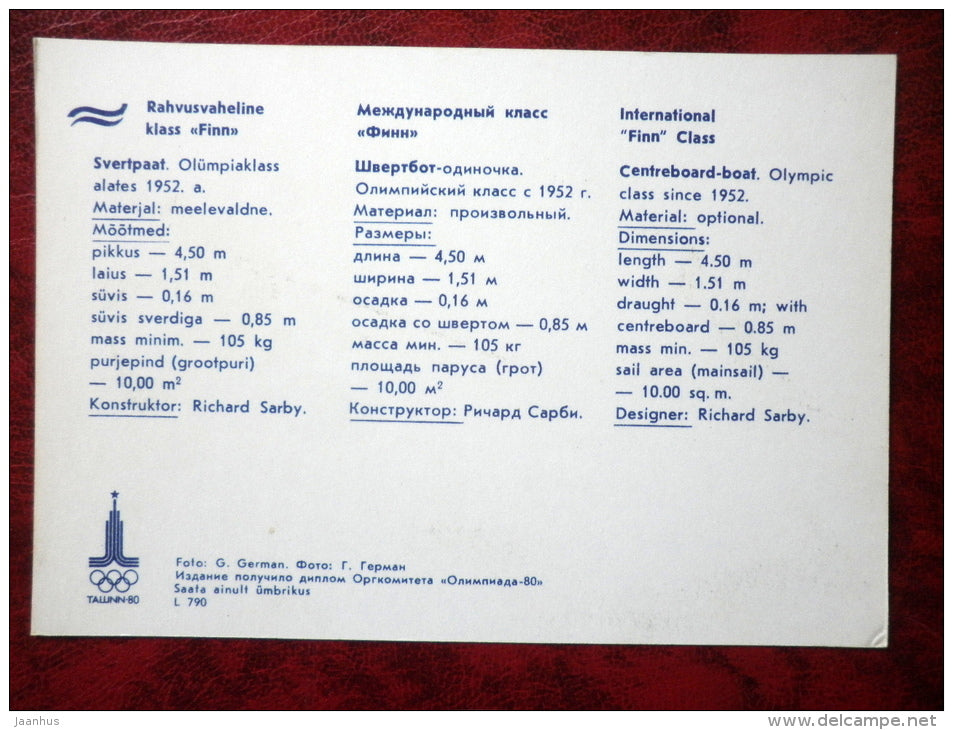 Rahvusvaheline
klass «Finn»
Svertpaat. Olümpiaklass
alates 1952. a.
Materjal: meelevaldne.
Mõõtmed:
pikkus — 4,50 m
laius — 1,51 m
süvis — 0,16 m
süvis sverdiga — 0,85 m
mass minim. — 105 kg
purjepind (grootpuri)
— 10,00 m²
Konstruktor: Richard Sarby.
Международный класс
«Финн»
Швертбот-одиночка.
Олимпийский класс с 1952 г.
Материал: произвольный.
Размеры:
длина — 4,50 м
ширина — 1,51 м
осадка — 0,16 м
осадка со швертом — 0,85 м
масса мин. — 105 кг
площадь паруса (грот)
— 10,00 м²
Конструктор: Ричард Сарби.
International
"Finn" Class
Centreboard-boat. Olympic
class since 1952.
Material: optional.
Dimensions:
length — 4.50 m
width — 1.51 m
draught — 0.16 m; with
centreboard — 0.85 m
mass min. — 105 kg
sail area (mainsail) —
— 10.00 sq. m.
Designer: Richard Sarby.
TALLINN•80
Foto: G. German. Фото: Г. Герман
Издание получило диплом Оргкомитета «Олимпиада-80»
Saata ainult ümbrikus
L 790
jaanhus
www.delcampe.net